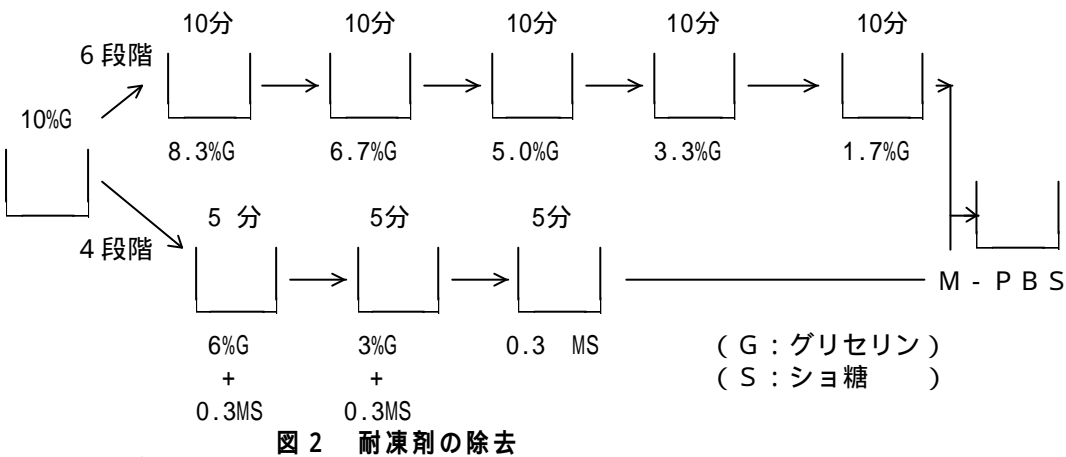 10分 10分 10分 10分 10分
6段階
10%G
8.3%G 6.7%G 5.0%G 3.3%G 1.7%G
5 分 5分 5分
4段階
M-PBS
6%G 3%G 0.3 MS (G:グリセリン)
+ + (S:ショ糖 )
0.3MS 0.3MS
図2 耐凍剤の除去